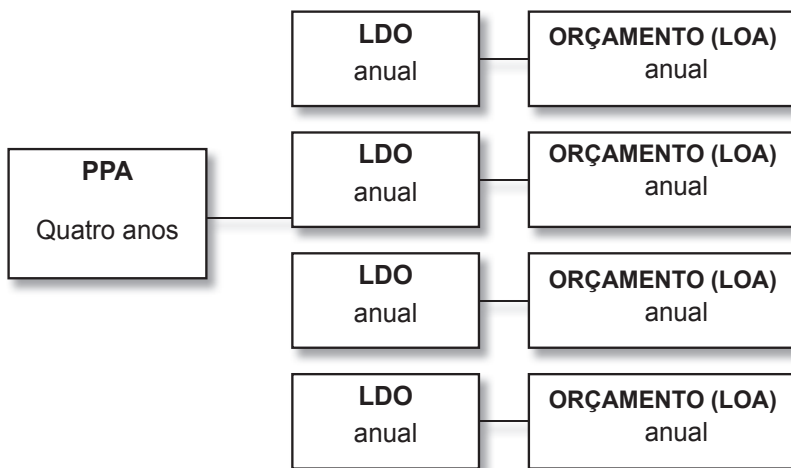 PPA
Quatro anos
LDO
anual
ORÇAMENTO (LOA)
anual
LDO
anual
ORÇAMENTO (LOA)
anual
LDO
anual
ORÇAMENTO (LOA)
anual
LDO
anual
ORÇAMENTO (LOA)
anual